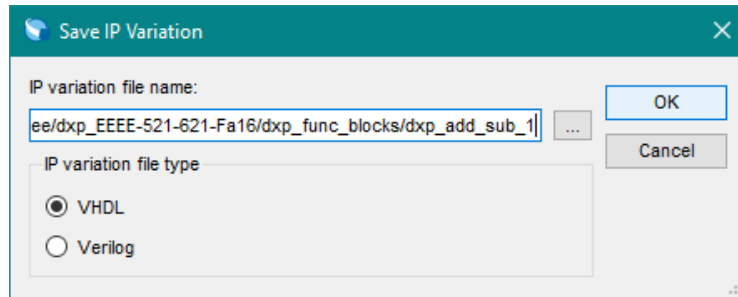 Save IP Variation
IP variation file name:
ee/dxp_EEEE-521-621-Fa16/dxp_func_blocks/dxp_add_sub_1
...
OK
Cancel
IP variation file type
VHDL
Verilog